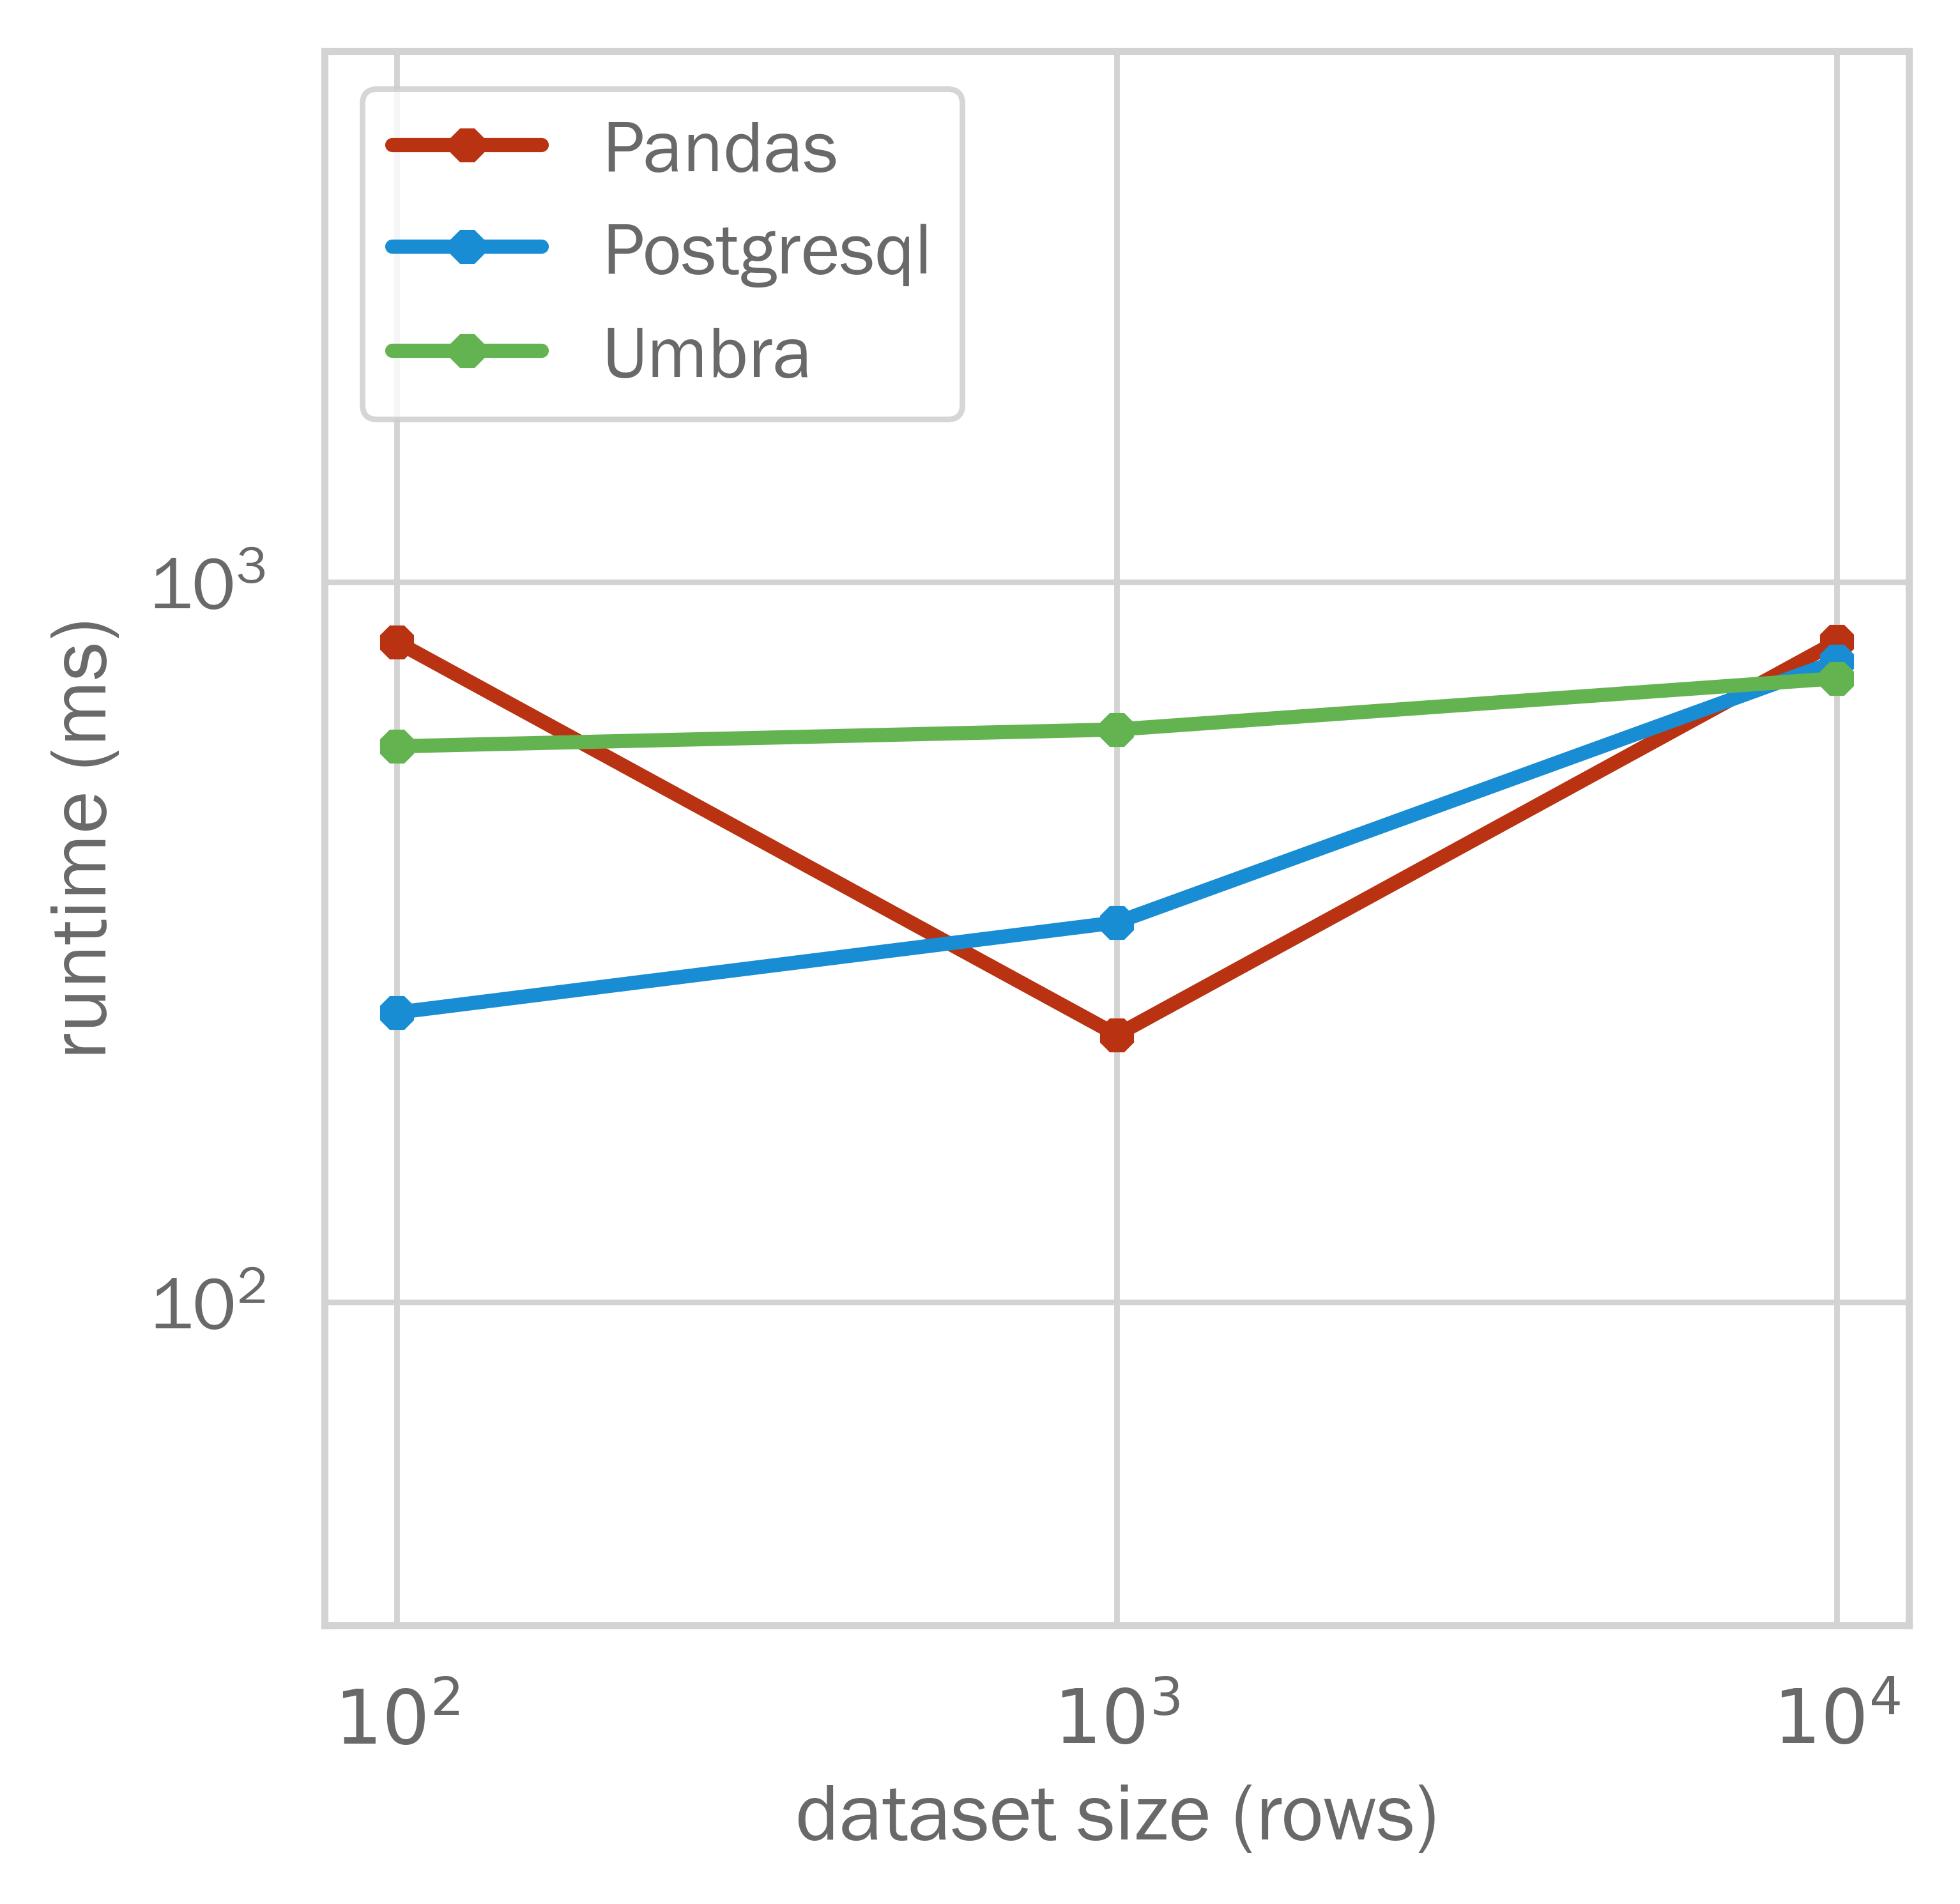 Pandas
Postgresql
Umbra
10³
10²
runtime (ms)
10² 10³ 10⁴
dataset size (rows)